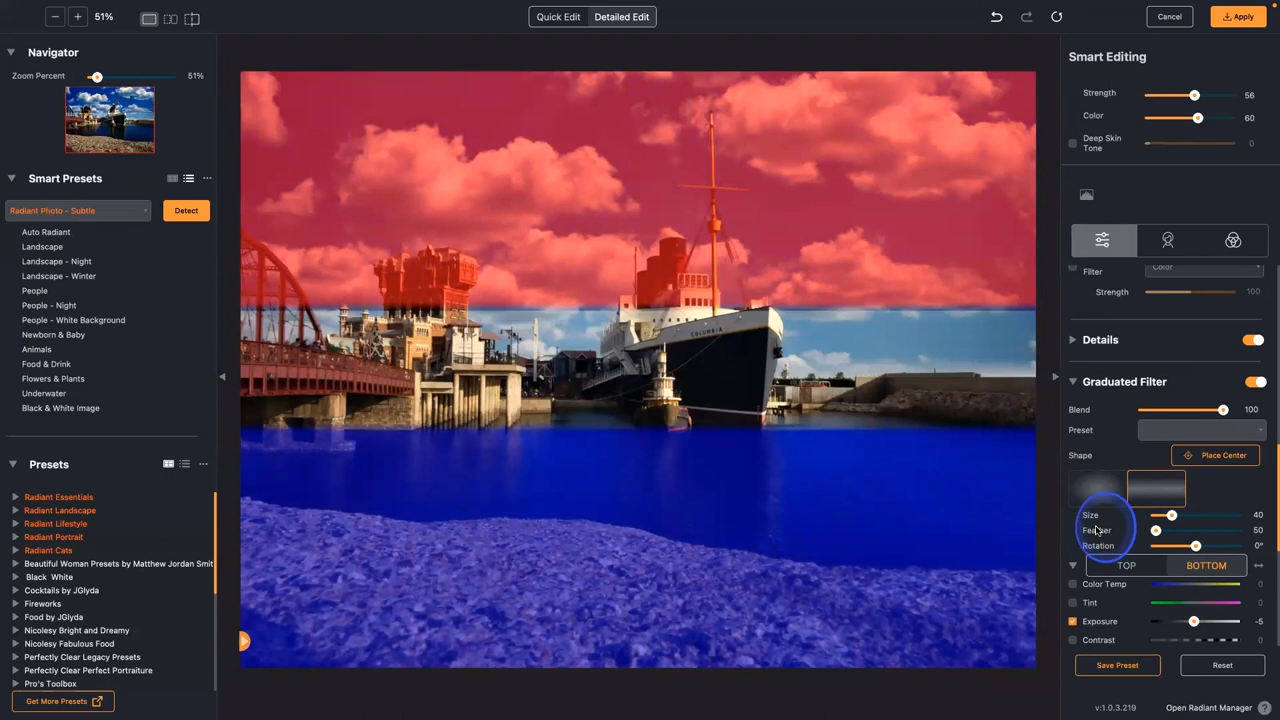 51%
Quick Edit
Detailed Edit
Cancel
Apply
Navigator
Zoom Percent
51%
Smart Presets
Radiant Photo - Subtle
Detect
Auto Radiant
Landscape
Landscape - Night
Landscape - Winter
People
People - Night
People - White Background
Newborn & Baby
Animals
Food & Drink
Flowers & Plants
Underwater
Black & White Image
Presets
Radiant Essentials
Radiant Landscape
Radiant Lifestyle
Radiant Portrait
Radiant Cats
Beautiful Woman Presets by Matthew Jordan Smit
Black White
Cocktails by JGlyda
Fireworks
Food by JGlyda
Nicolesy Bright and Dreamy
Nicolesy Fabulous Food
Perfectly Clear Legacy Presets
Perfectly Clear Perfect Portraiture
Pro's Toolbox
Get More Presets
COLUMBIA
Smart Editing
Strength 56
Color 60
Deep Skin Tone 0
Filter Color
Strength 100
Details
Graduated Filter
Blend 100
Preset
Shape Place Center
Size 40
Feather 50
Rotation 0°
TOP BOTTOM
Color Temp 0
Tint 0
Exposure -5
Contrast 0
Save Preset
Reset
v:1.0.3.219
Open Radiant Manager ?